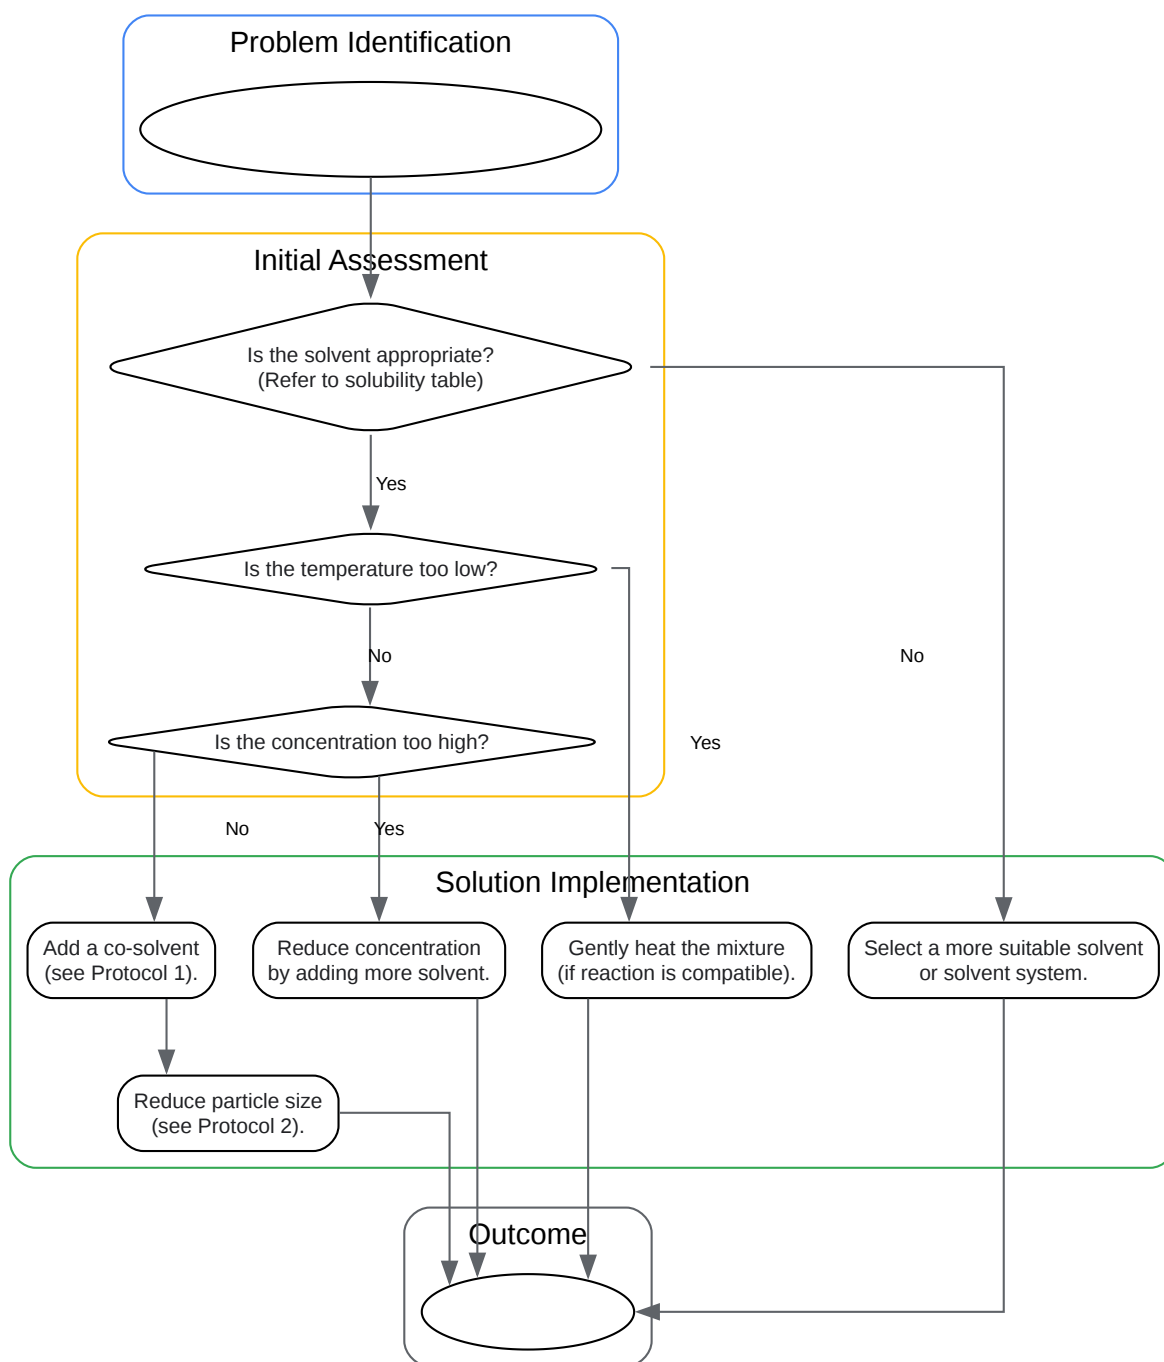 Problem Identification
Initial Assessment
Is the solvent appropriate?
(Refer to solubility table)
Yes
Is the temperature too low?
No
No
Is the concentration too high?
Yes
No
Yes
Solution Implementation
Add a co-solvent
(see Protocol 1).
Reduce concentration
by adding more solvent.
Gently heat the mixture
(if reaction is compatible).
Select a more suitable solvent
or solvent system.
Reduce particle size
(see Protocol 2).
Outcome